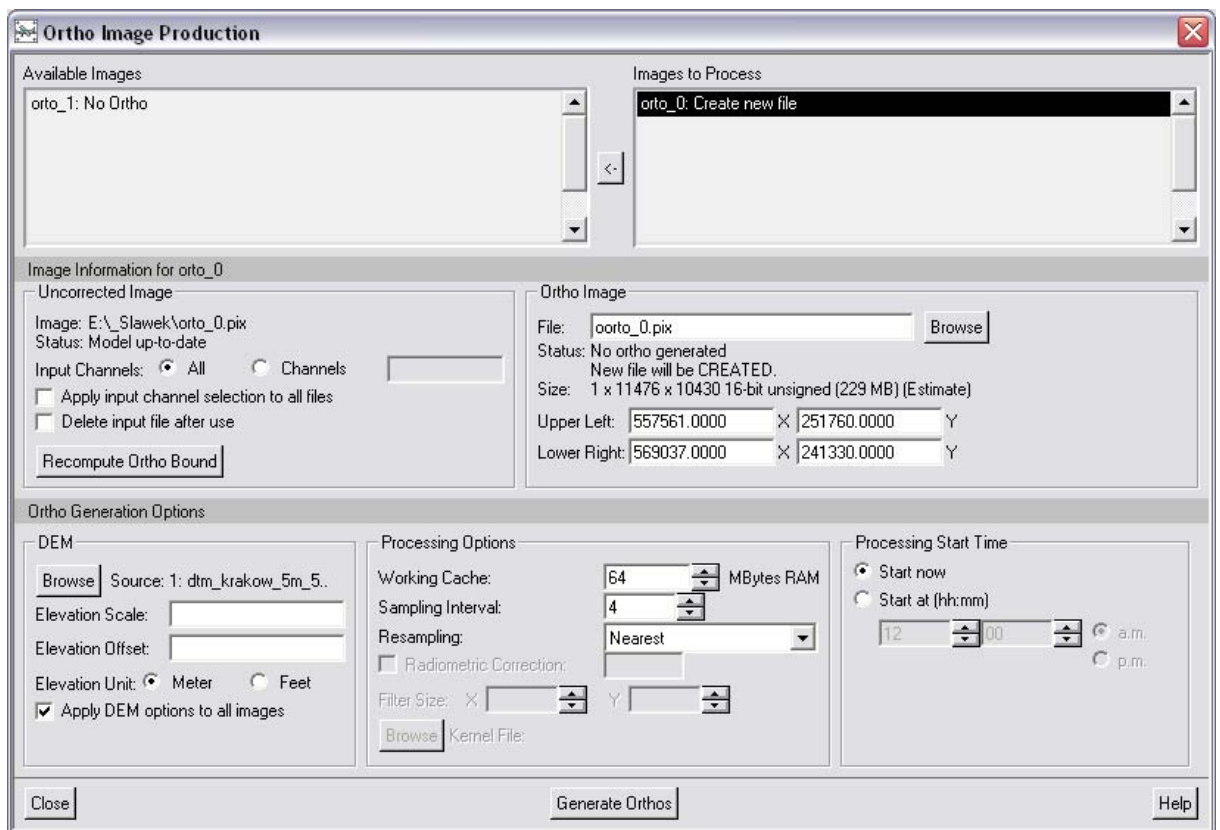 Ortho Image Production
Available Images
orto_1: No Ortho
<-
Images to Process
orto_0: Create new file
Image Information for orto_0
Uncorrected Image
Image: E:\_Slawek\orto_0.pix
Status: Model up-to-date
Input Channels: All Channels
Apply input channel selection to all files
Delete input file after use
Recompute Ortho Bound
Ortho Image
File: oorto_0.pix Browse
Status: No ortho generated
New file will be CREATED.
Size: 1 x 11476 x 10430 16-bit unsigned (229 MB) (Estimate)
Upper Left: 557561.0000 X 251760.0000 Y
Lower Right: 569037.0000 X 241330.0000 Y
Ortho Generation Options
DEM
Browse Source: 1: dtm_krakow_5m_5..
Elevation Scale:
Elevation Offset:
Elevation Unit: Meter Feet
Apply DEM options to all images
Processing Options
Working Cache: 64 MBytes RAM
Sampling Interval: 4
Resampling: Nearest
Radiometric Correction:
Filter Size: X Y
Browse Kernel File:
Processing Start Time
Start now
Start at (hh:mm)
12 00 a.m.
p.m.
Close
Generate Orthos
Help